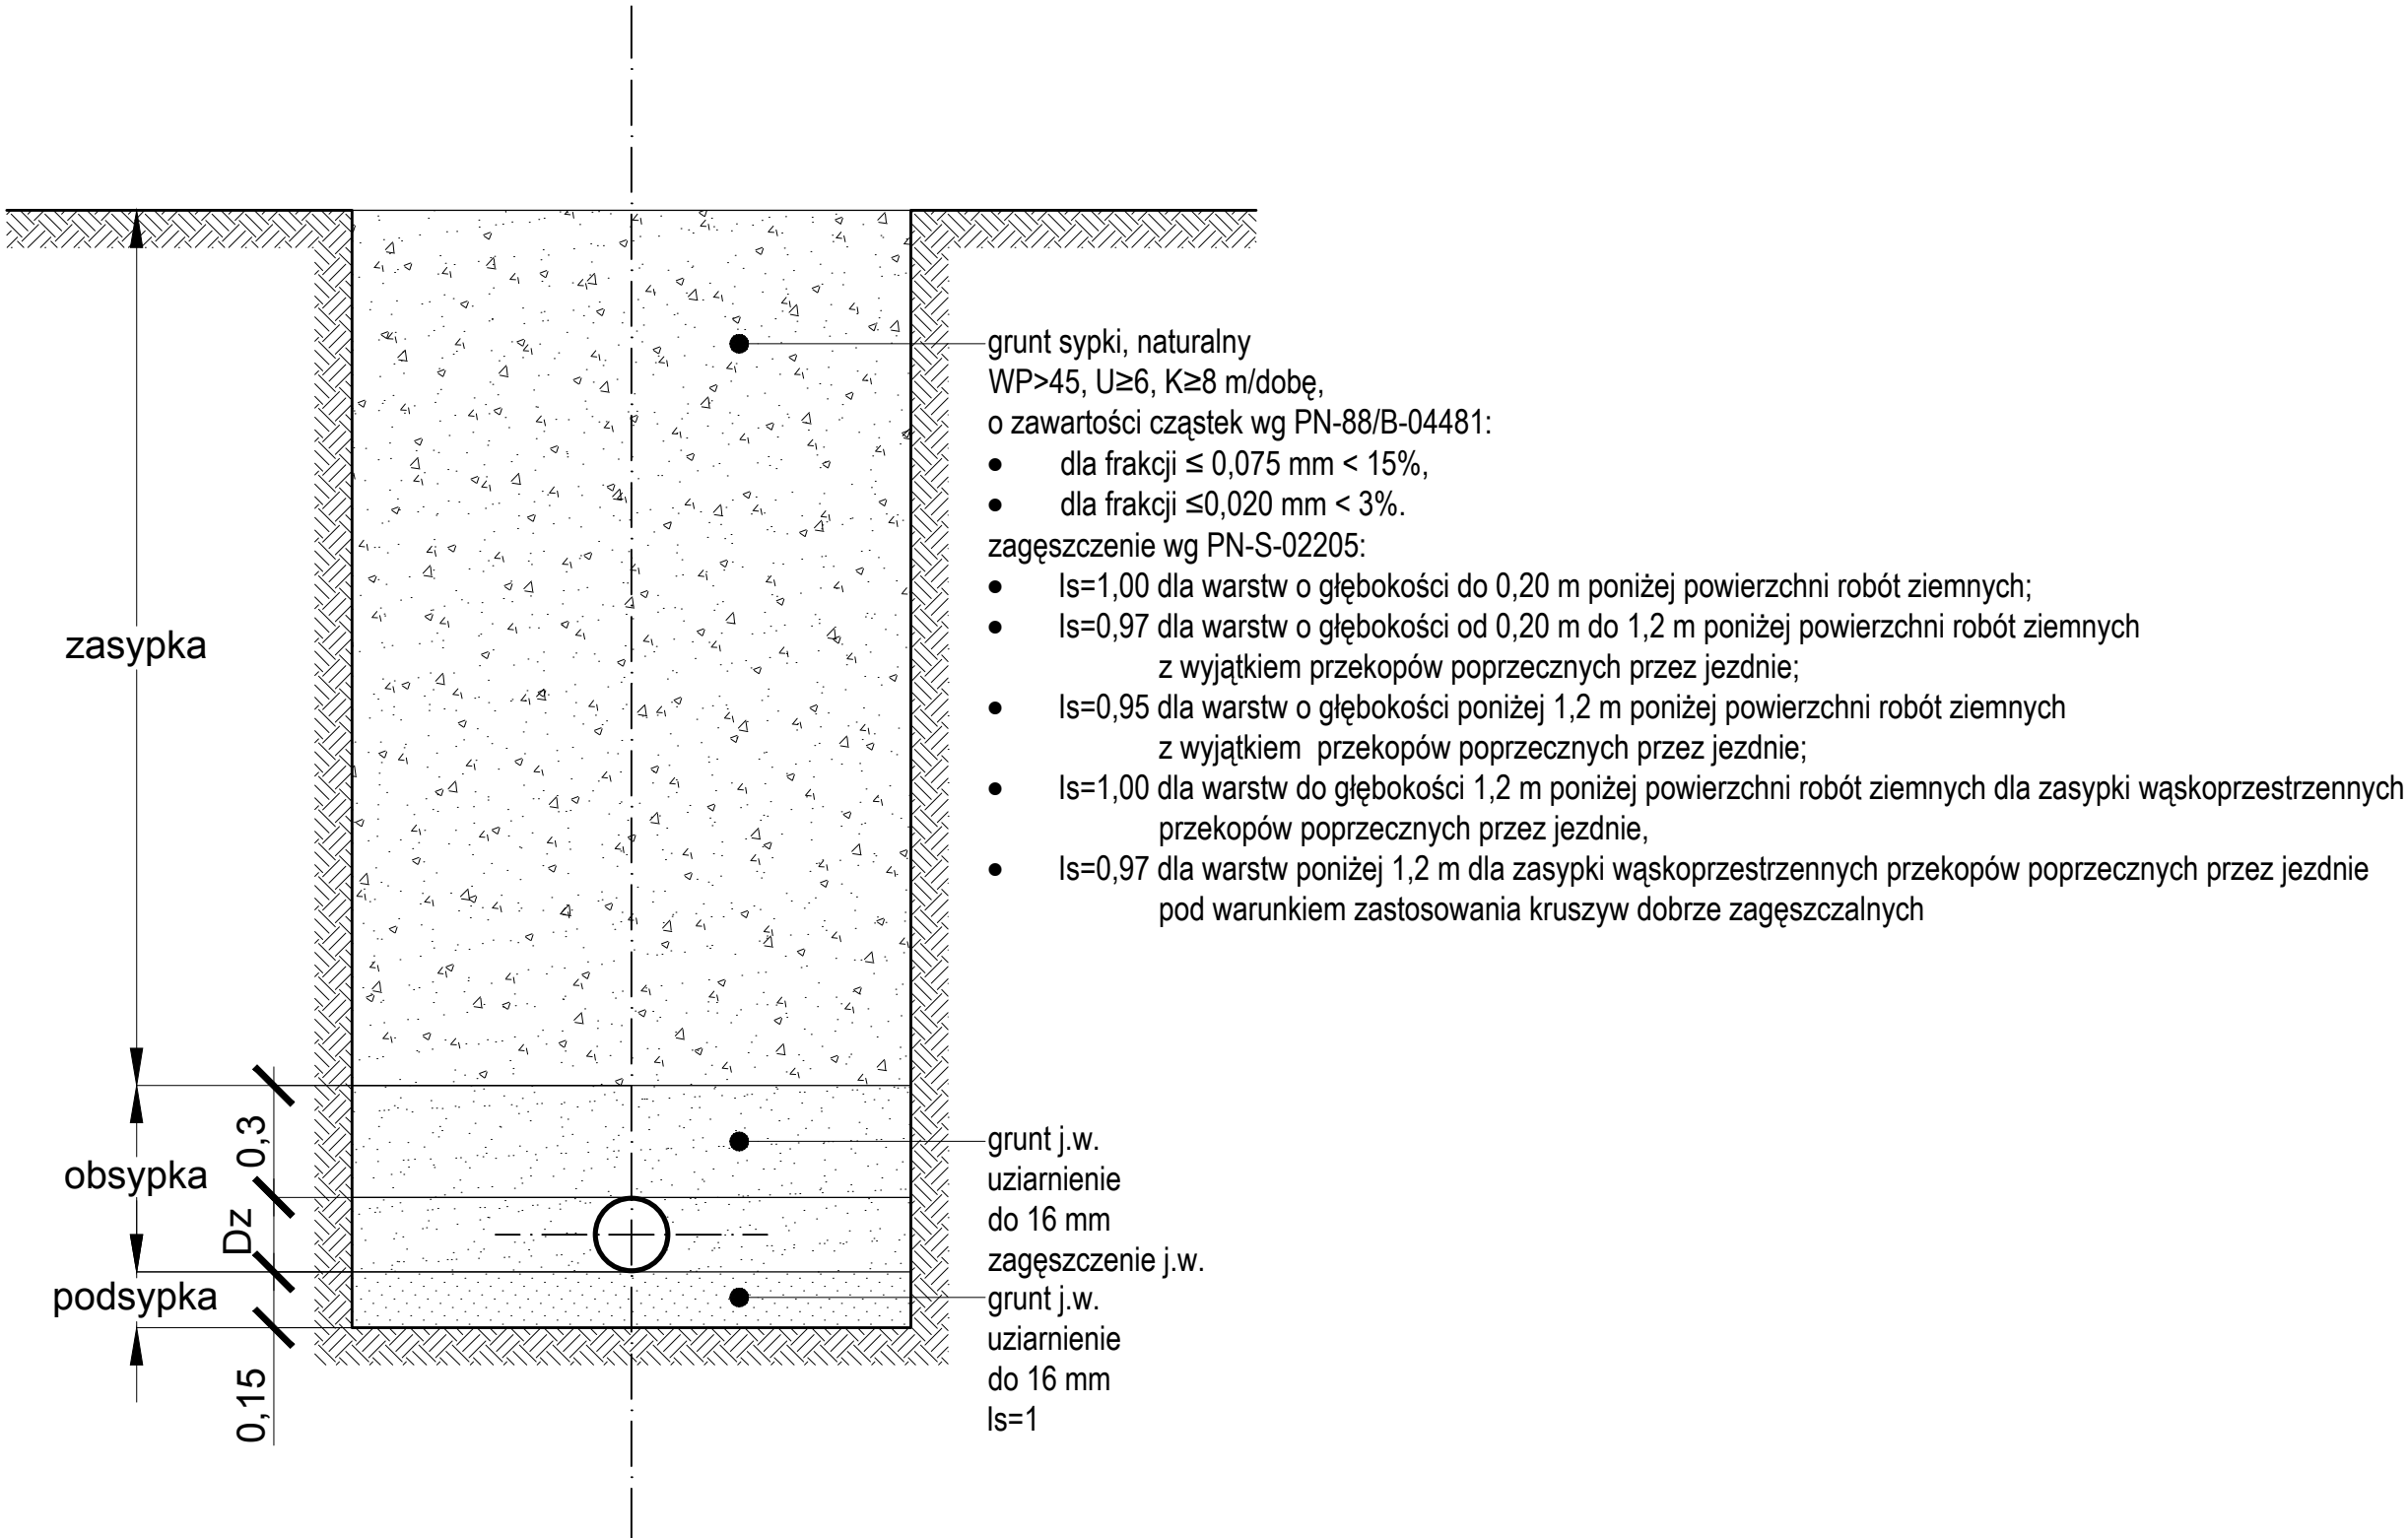 grunt sypki, naturalny
WP>45, U≥6, K≥8 m/dobę,
o zawartości cząstek wg PN-88/B-04481:
● dla frakcji ≤ 0,075 mm < 15%,
● dla frakcji ≤0,020 mm < 3%.
zagęszczenie wg PN-S-02205:
● Is=1,00 dla warstw o głębokości do 0,20 m poniżej powierzchni robót ziemnych;
● Is=0,97 dla warstw o głębokości od 0,20 m do 1,2 m poniżej powierzchni robót ziemnych
z wyjątkiem przekopów poprzecznych przez jezdnie;
● Is=0,95 dla warstw o głębokości poniżej 1,2 m poniżej powierzchni robót ziemnych
z wyjątkiem przekopów poprzecznych przez jezdnie;
● Is=1,00 dla warstw do głębokości 1,2 m poniżej powierzchni robót ziemnych dla zasypki wąskoprzestrzennych
przekopów poprzecznych przez jezdnie,
● Is=0,97 dla warstw poniżej 1,2 m dla zasypki wąskoprzestrzennych przekopów poprzecznych przez jezdnie
pod warunkiem zastosowania kruszyw dobrze zagęszczalnych
zasypka
obsypka
podsypka
0,3
Dz
0,15
grunt j.w.
uziarnienie
do 16 mm
zagęszczenie j.w.
grunt j.w.
uziarnienie
do 16 mm
Is=1